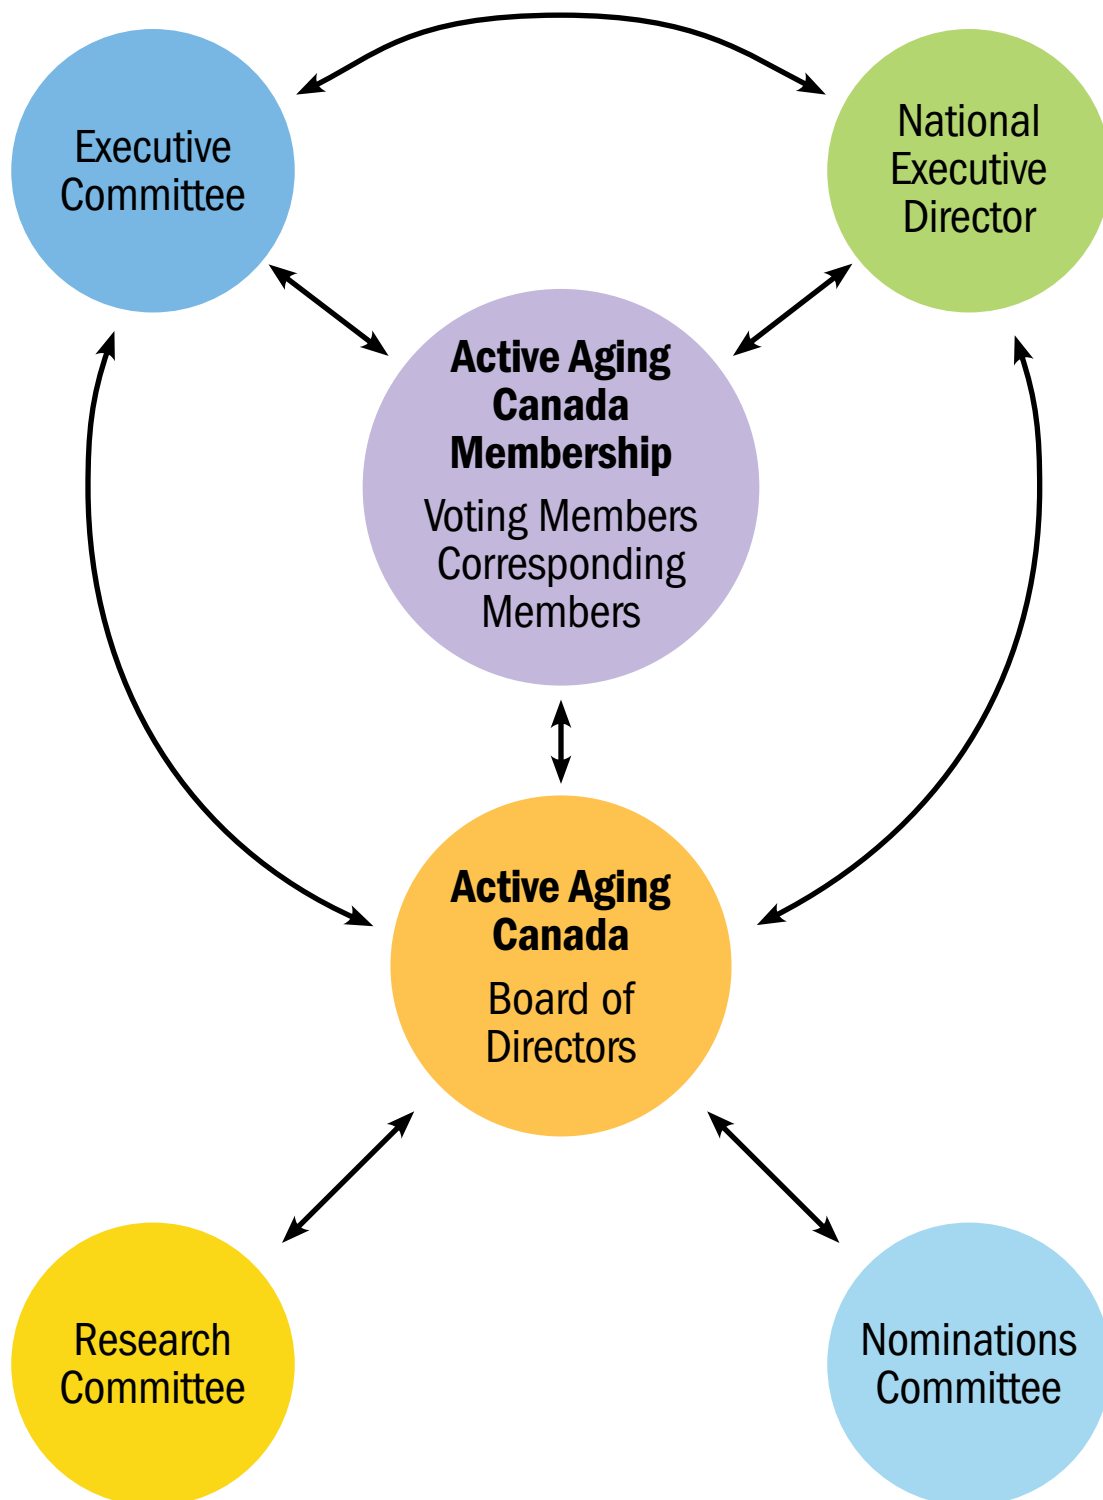 Executive
Committee
National
Executive
Director
Active Aging
Canada
Membership
Voting Members
Corresponding
Members
Active Aging
Canada
Board of
Directors
Research
Committee
Nominations
Committee